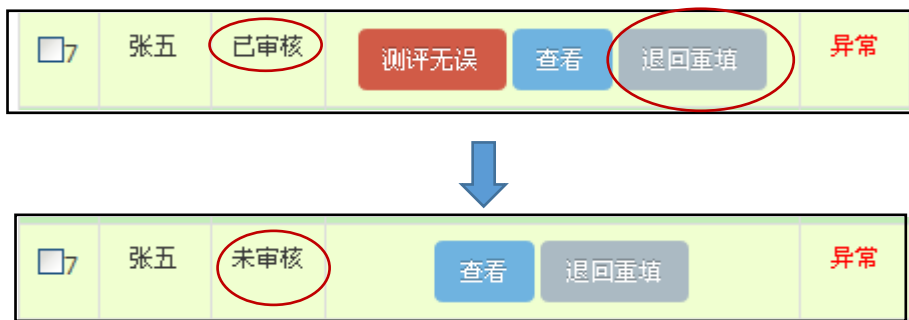 7 张五 已审核 测评无误 查看 退回重填 异常
7 张五 未审核 查看 退回重填 异常